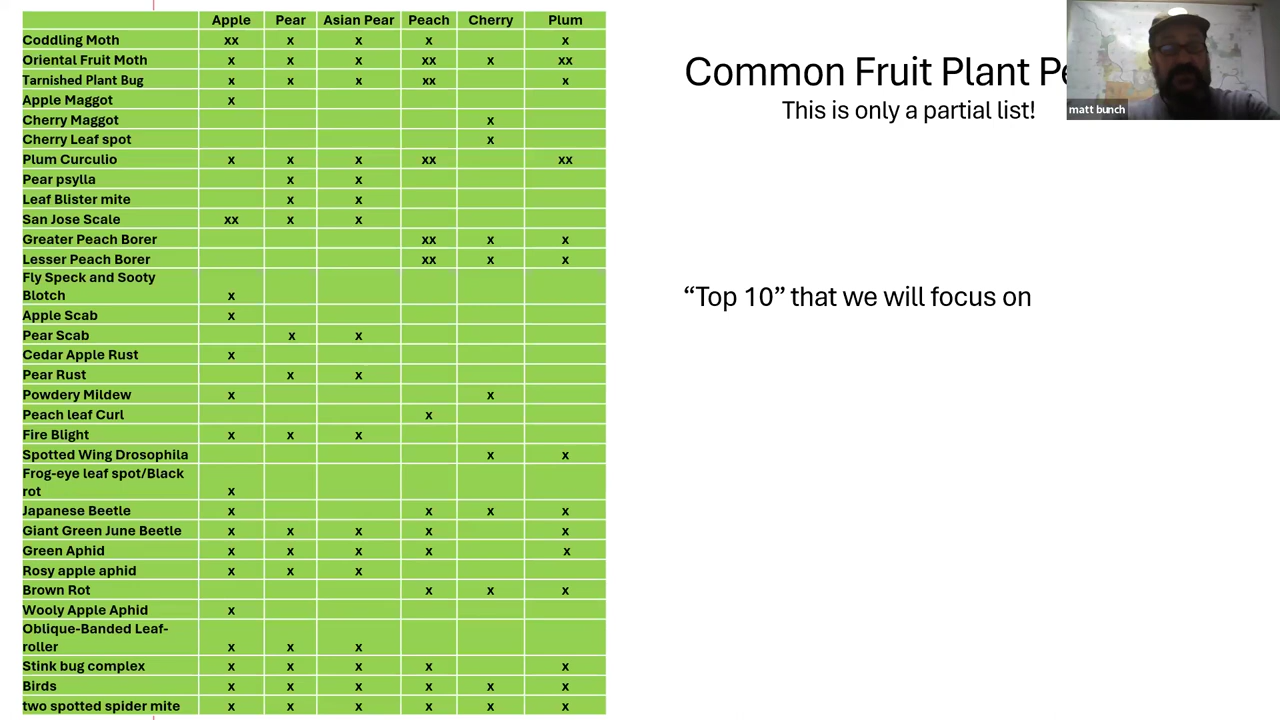 Apple Pear Asian Pear Peach Cherry Plum
Coddling Moth xx x x x x
Oriental Fruit Moth x x x xx x xx
Tarnished Plant Bug x x x xx x
Apple Maggot x
Cherry Maggot x
Cherry Leaf spot x
Plum Curculio x x x xx xx
Pear psylla x x
Leaf Blister mite x x
San Jose Scale xx x x
Greater Peach Borer xx x x
Lesser Peach Borer xx x x
Fly Speck and Sooty
Blotch x
Apple Scab x
Pear Scab x x
Cedar Apple Rust x
Pear Rust x x
Powdery Mildew x x
Peach leaf Curl x
Fire Blight x x x
Spotted Wing Drosophila x x
Frog-eye leaf spot/Black
rot x
Japanese Beetle x x x x
Giant Green June Beetle x x x x x
Green Aphid x x x x x
Rosy apple aphid x x x
Brown Rot x x x
Wooly Apple Aphid x
Oblique-Banded Leaf-
roller x x x
Stink bug complex x x x x x
Birds x x x x x x
two spotted spider mite x x x x x x
Common Fruit Plant
This is only a partial list!
"Top 10" that we will focus on
matt bunch